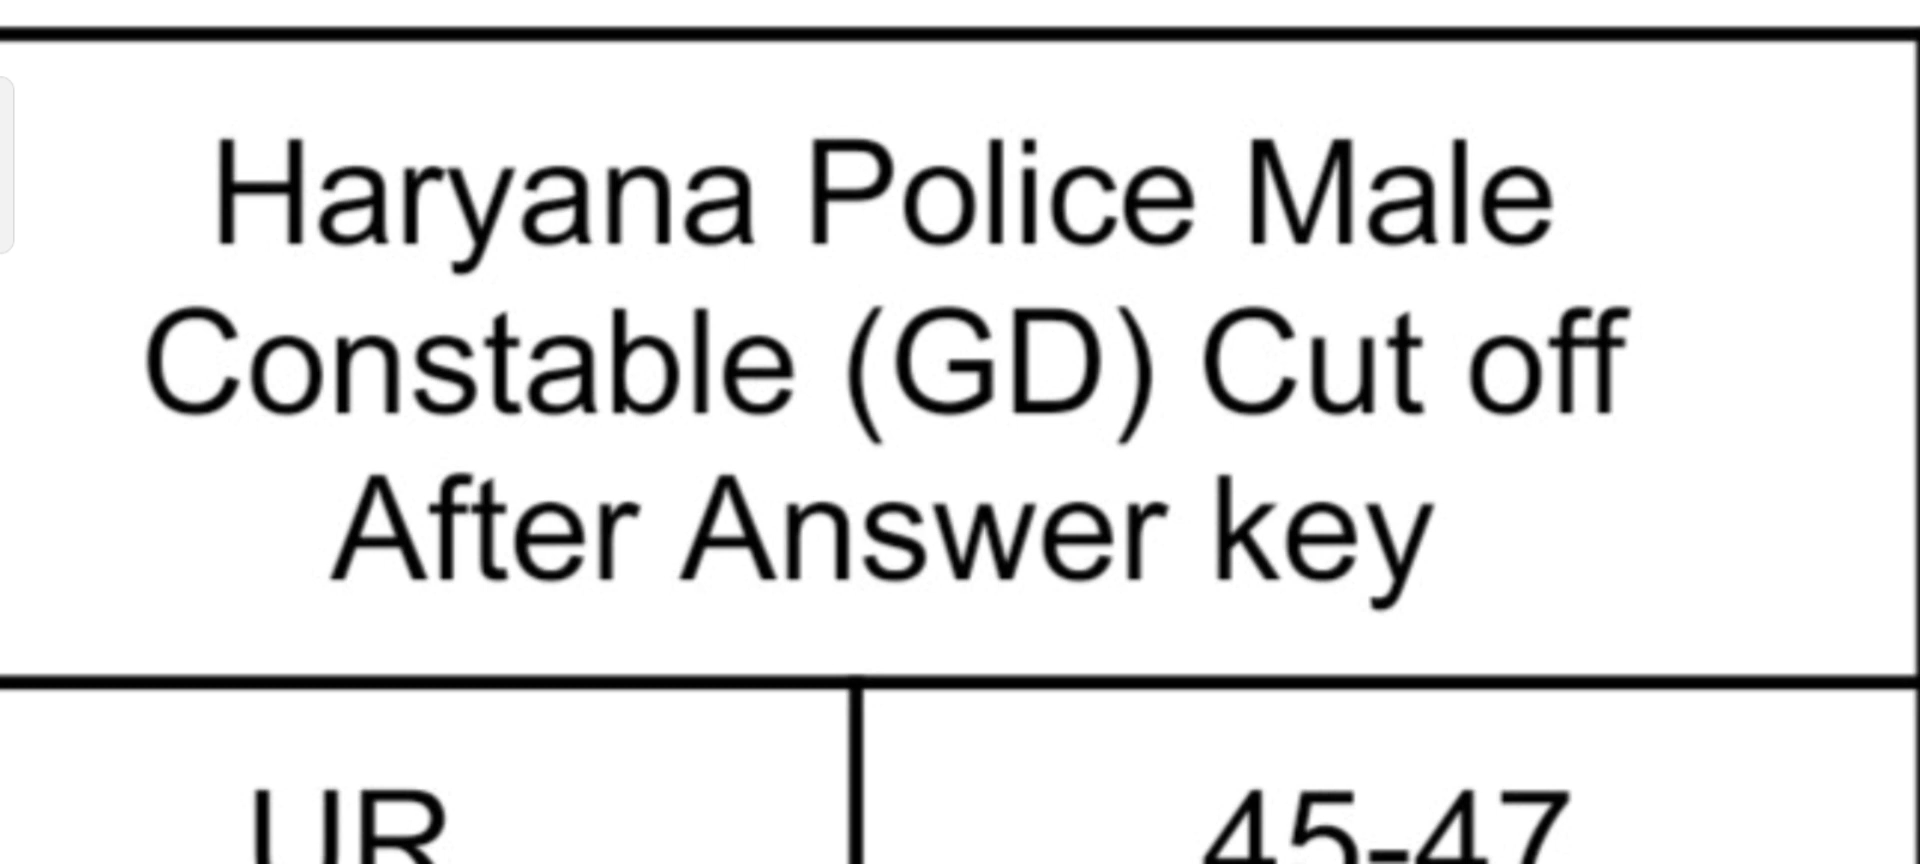 Haryana Police Male
Constable (GD) Cut off
After Answer key
UR 45-47